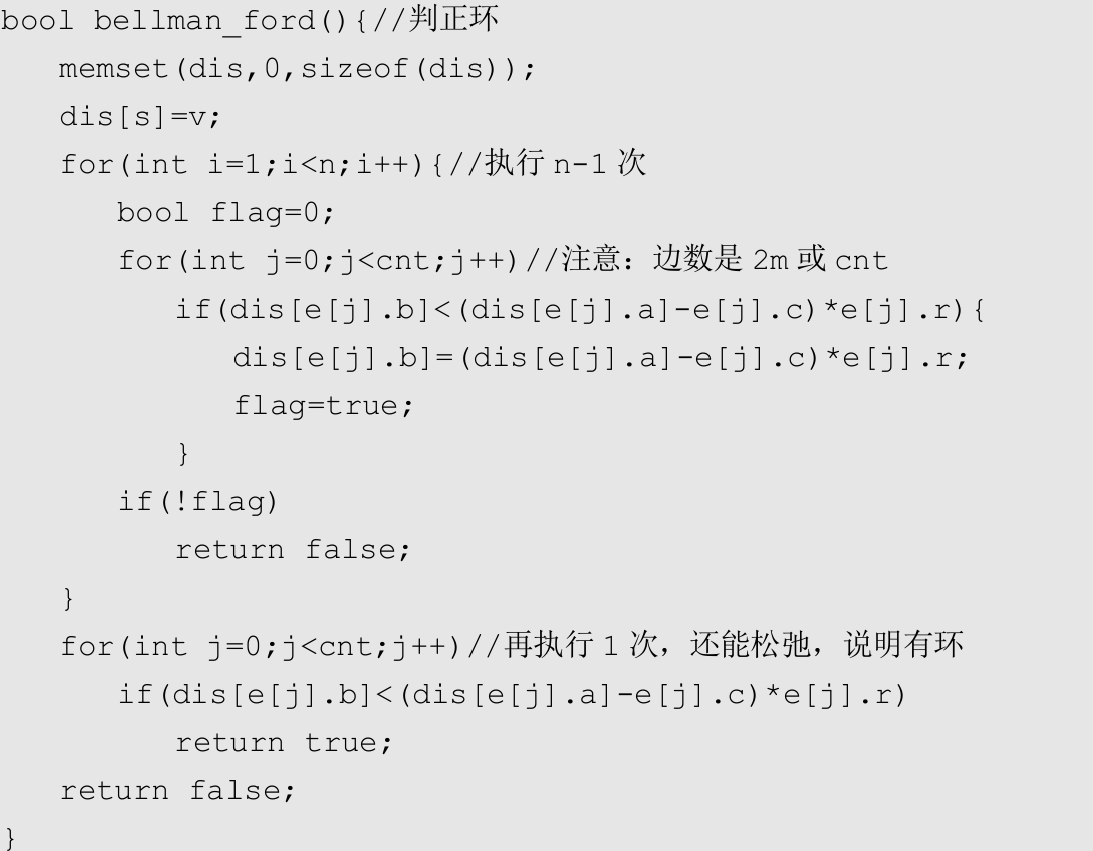 bool bellman_ford(){//判正环
    memset(dis,0,sizeof(dis));
    dis[s]=v;
    for(int i=1;i<n;i++){//执行 n-1 次
        bool flag=0;
        for(int j=0;j<cnt;j++)//注意：边数是 2m 或 cnt
            if(dis[e[j].b]<(dis[e[j].a]-e[j].c)*e[j].r){
                dis[e[j].b]=(dis[e[j].a]-e[j].c)*e[j].r;
                flag=true;
            }
        if(!flag)
            return false;
    }
    for(int j=0;j<cnt;j++)//再执行 1 次，还能松弛，说明有环
        if(dis[e[j].b]<(dis[e[j].a]-e[j].c)*e[j].r)
            return true;
    return false;
}